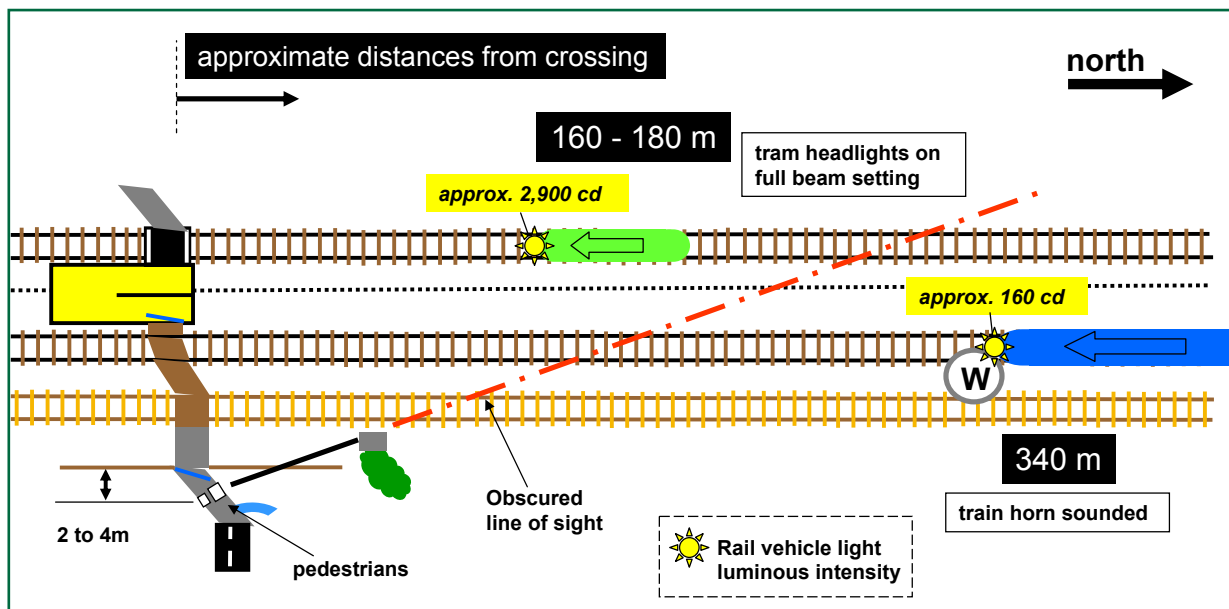 approximate distances from crossing
north
160 - 180 m
tram headlights on
full beam setting
approx. 2,900 cd
approx. 160 cd
W
340 m
train horn sounded
Obscured
line of sight
2 to 4m
pedestrians
Rail vehicle light
luminous intensity